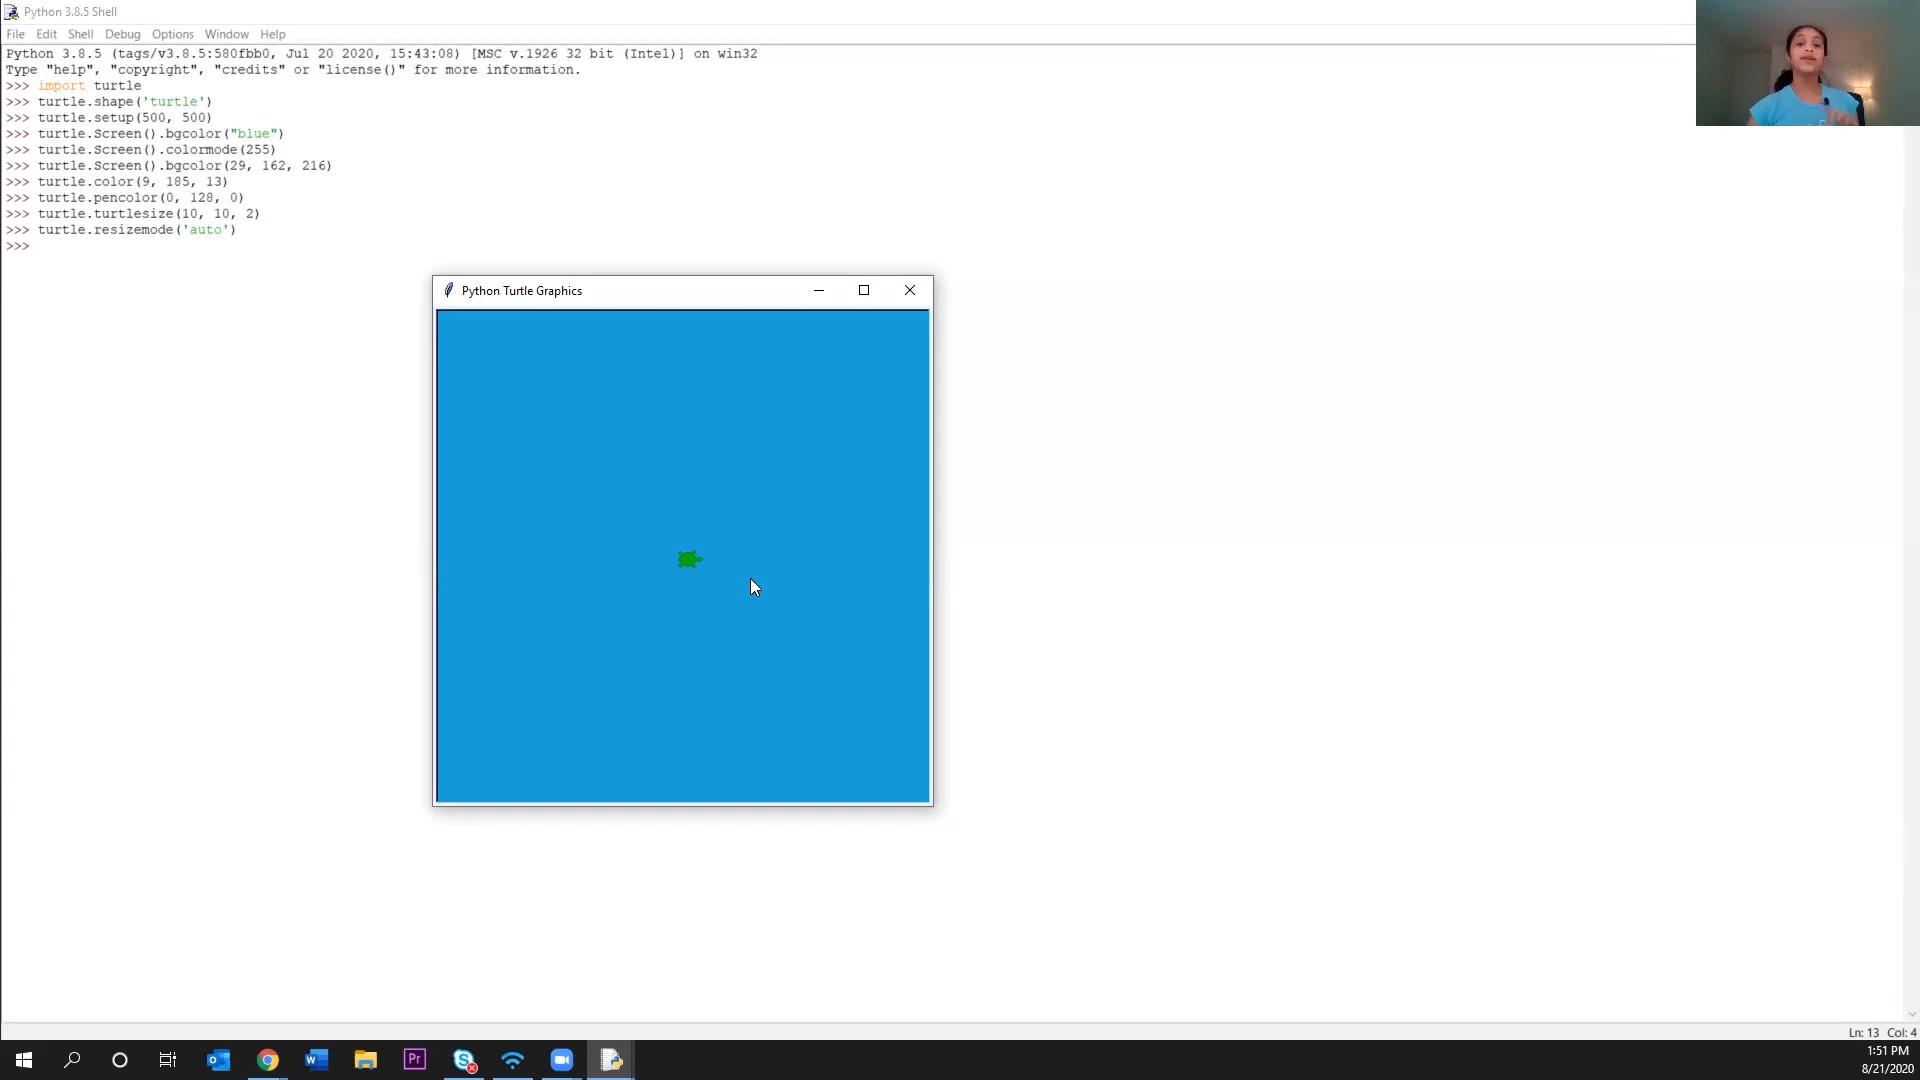 Python 3.8.5 Shell
File Edit Shell Debug Options Window Help
Python 3.8.5 (tags/v3.8.5:580fbb0, Jul 20 2020, 15:43:08) [MSC v.1926 32 bit (Intel)] on win32
Type "help", "copyright", "credits" or "license()" for more information.
>>> import turtle
>>> turtle.shape('turtle')
>>> turtle.setup(500, 500)
>>> turtle.Screen().bgcolor("blue")
>>> turtle.Screen().colormode(255)
>>> turtle.Screen().bgcolor(29, 162, 216)
>>> turtle.color(9, 185, 13)
>>> turtle.pencolor(0, 128, 0)
>>> turtle.turtlesize(10, 10, 2)
>>> turtle.resizemode('auto')
>>>
Python Turtle Graphics
Ln: 13 Col: 4
Pr
1:51 PM
8/21/2020